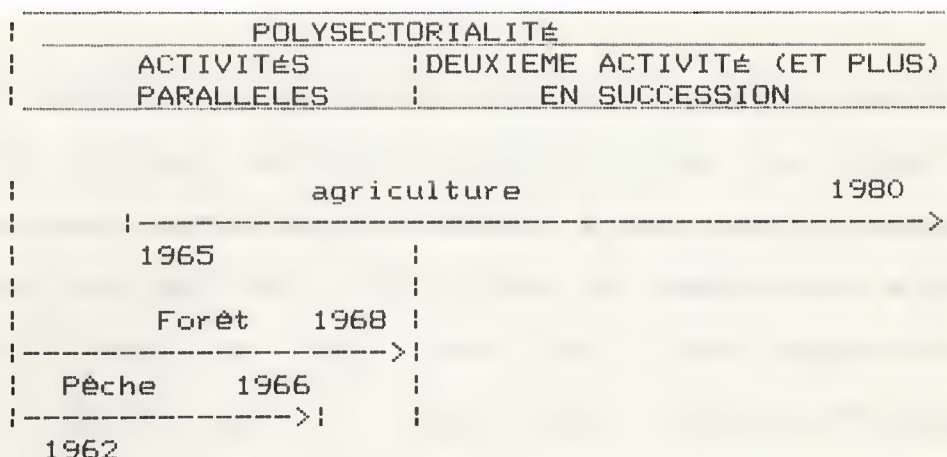 POLYSECTORIALITÉ
ACTIVITÉS DEUXIEME ACTIVITÉ (ET PLUS)
PARALLELES EN SUCCESSION
agriculture 1980
1965
Forêt 1968
Pêche 1966
1962